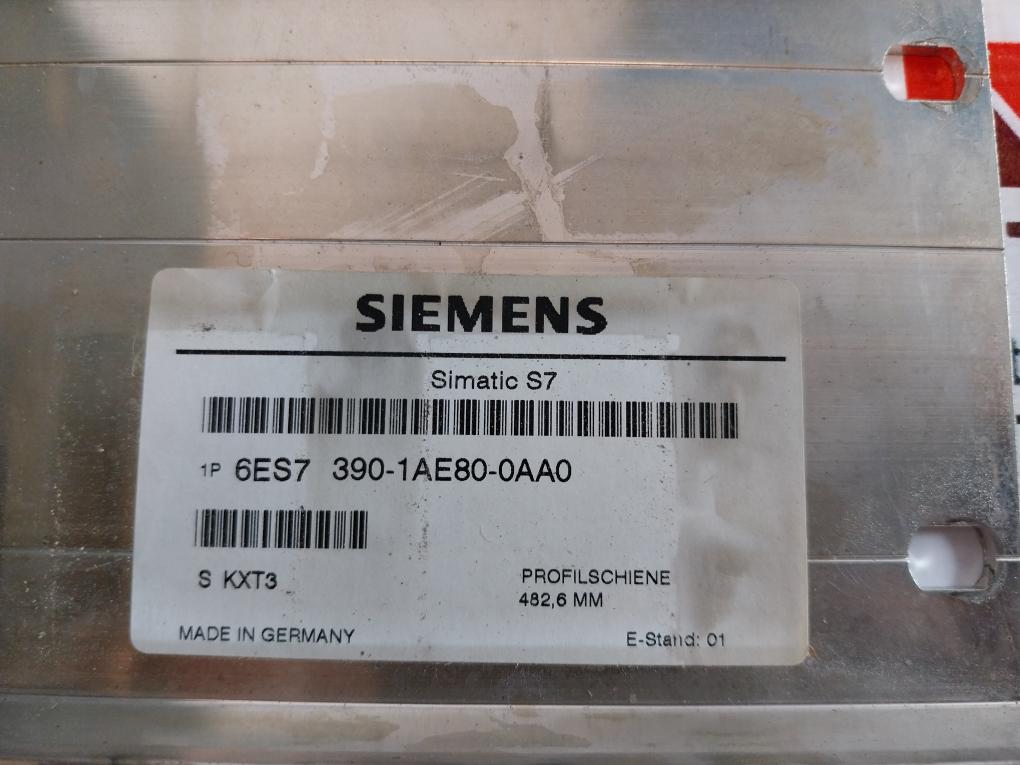 SIEMENS
Simatic S7
1P 6ES7 390-1AE80-0AA0
S KXT3
PROFILSCHIENE
482,6 MM
MADE IN GERMANY
E-Stand: 01